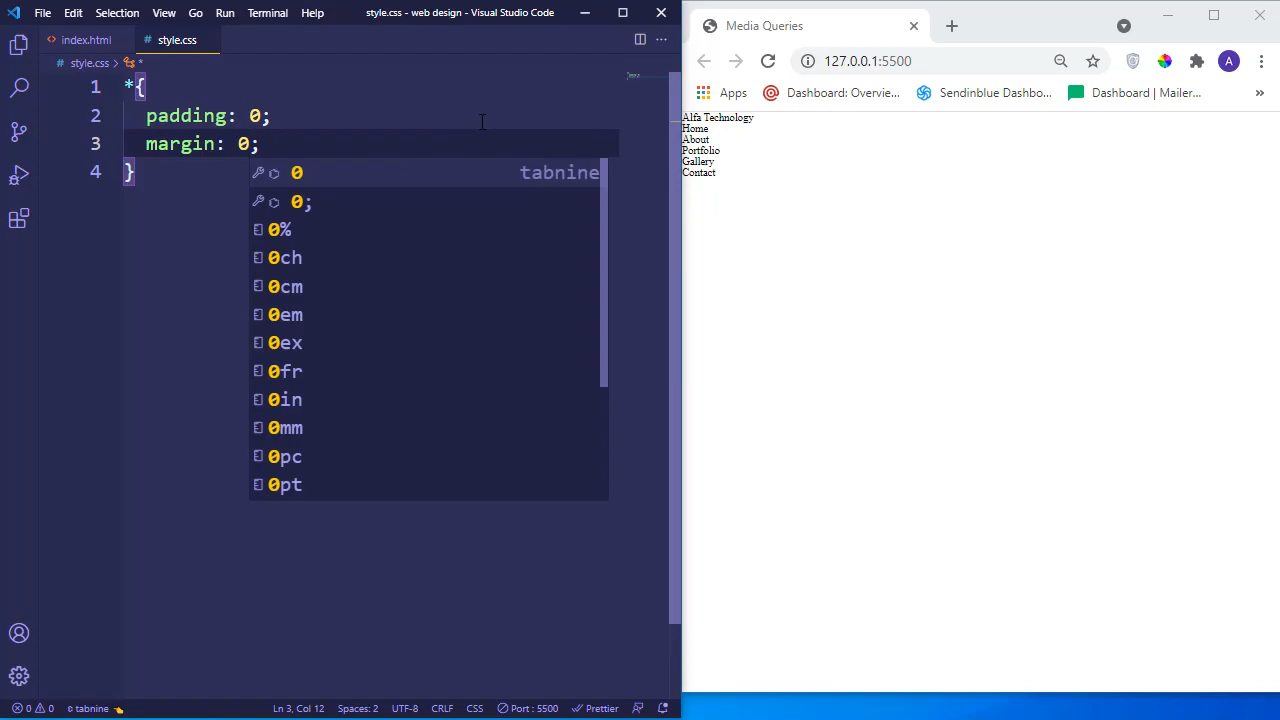 File Edit Selection View Go Run Terminal Help style.css - web design - Visual Studio Code
<> index.html # style.css
# style.css > *
1 *{
2 padding: 0;
3 margin: 0;
4 }
0 tabnine
0;
0%
0ch
0cm
0em
0ex
0fr
0in
0mm
0pc
0pt
0 0 tabnine Ln 3, Col 12 Spaces: 2 UTF-8 CRLF CSS Port : 5500 Prettier
Media Queries
127.0.0.1:5500 A
Apps Dashboard: Overvie... Sendinblue Dashbo... Dashboard | Mailer... »
Alfa Technology
Home
About
Portfolio
Gallery
Contact